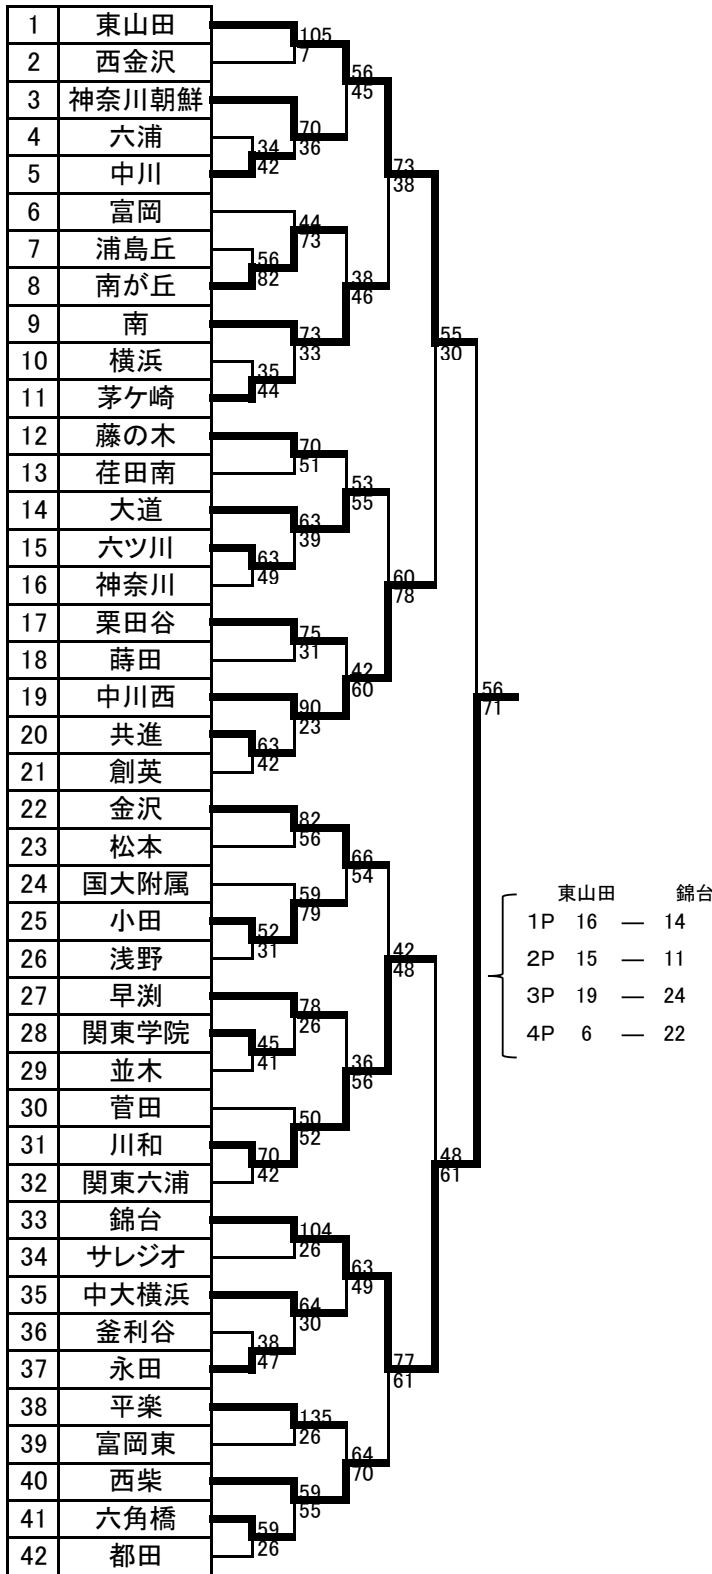 1 東山田
105
2 西金沢
7
56
3 神奈川朝鮮
45
70
4 六浦
34
36
5 中川
42
73
38
6 富岡
44
7 浦島丘
73
56
8 南が丘
82
38
46
9 南
73
55
10 横浜
33
30
35
11 茅ケ崎
44
12 藤の木
70
13 荏田南
51
53
14 大道
55
63
15 六ツ川
39
63
16 神奈川
49
60
78
17 栗田谷
75
18 蒔田
31
42
19 中川西
60
90
56
20 共進
23
71
63
21 創英
42
22 金沢
82
23 松本
56
66
24 国大附属
54
59
東山田 錦台
25 小田
79
1P 16 — 14
52
26 浅野
31
42
2P 15 — 11
48
27 早渕
78
3P 19 — 24
28 関東学院
26
4P 6 — 22
45
29 並木
41
36
56
30 菅田
50
31 川和
52
70
48
32 関東六浦
42
61
33 錦台
104
34 サレジオ
26
63
35 中大横浜
49
64
36 釜利谷
30
38
37 永田
47
77
61
38 平楽
135
39 富岡東
26
64
40 西柴
70
59
41 六角橋
55
59
42 都田
26